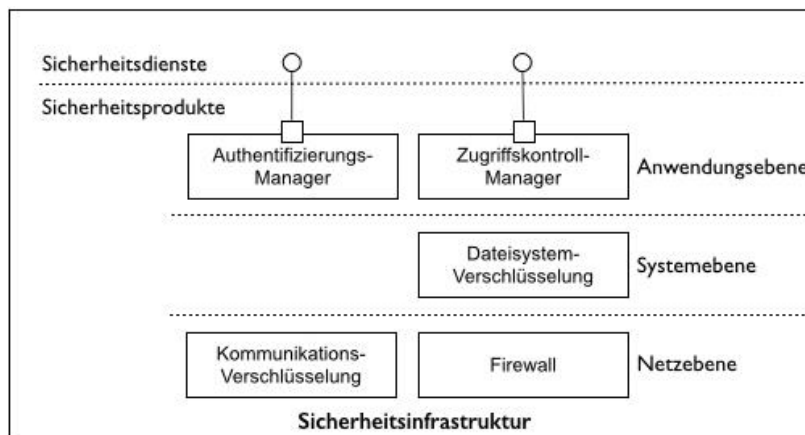 Sicherheitsdienste
Sicherheitsprodukte
Authentifizierungs-
Manager
Zugriffskontroll-
Manager
Anwendungsebene
Dateisystem-
Verschlüsselung
Systemebene
Kommunikations-
Verschlüsselung
Firewall
Netzebene
Sicherheitsinfrastruktur